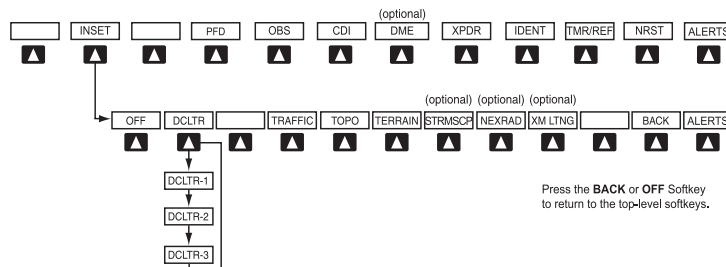 (optional)
INSET PFD OBS CDI DME XPDR IDENT TMR/REF NRST ALERTS
(optional) (optional) (optional)
OFF DCLTR TRAFFIC TOPO TERRAIN STRMSCP NEXRAD XM LTNG BACK ALERTS
DCLTR-1
Press the BACK or OFF Softkey
to return to the top-level softkeys.
DCLTR-2
DCLTR-3